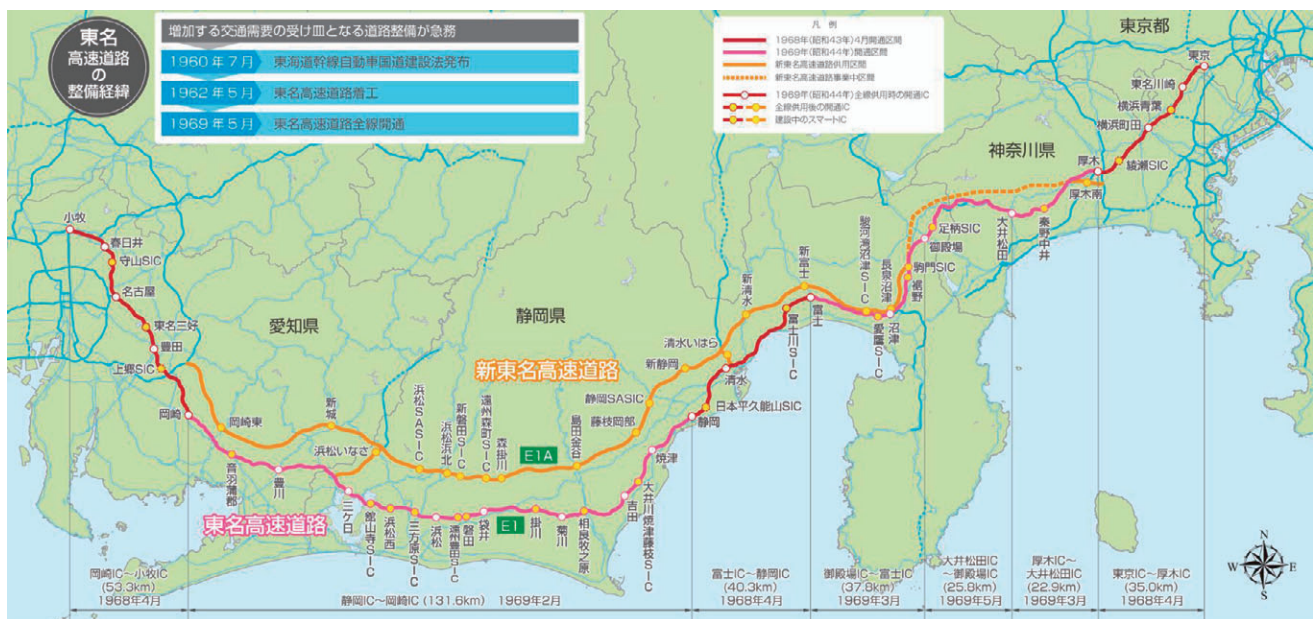 東名
高速道路
の
整備経緯
増加する交通需要の受け皿となる道路整備が急務
1960年7月 東海道幹線自動車国道建設法発布
1962年5月 東名高速道路着工
1969年5月 東名高速道路全線開通
凡例
1968年(昭和43年)4月開通区間
1969年(昭和44年)開通区間
新東名高速道路供用区間
新東名高速道路事業中区間
1969年(昭和44年)全線供用時の開通IC
全線供用後の開通IC
建設中のスマートIC
東京都
神奈川県
静岡県
愛知県
東京
東名川崎
横浜青葉
横浜町田
綾瀬SIC
厚木
厚木南
秦野中井
大井松田
足柄SIC
御殿場
駒門SIC
裾野
長泉沼津
沼津
愛鷹SIC
駿河湾沼津SIC
新富士
富士
富士川SIC
新清水
清水いはら
清水
日本平久能山SIC
新静岡
静岡
静岡SASIC
藤枝岡部
焼津
大井川焼津藤枝SIC
吉田
島田金谷
相良牧之原
菊川
掛川
森掛川
遠州森町SIC
新磐田SIC
浜松浜北
浜松SASIC
袋井
磐田
遠州豊田SIC
浜松
三方原SIC
浜松西
舘山寺SIC
三ケ日
浜松いなさ
新城
豊川
音羽蒲郡
岡崎東
岡崎
上郷SIC
豊田
東名三好
名古屋
守山SIC
春日井
小牧
新東名高速道路
E1A
東名高速道路
E1
N
W
E
S
岡崎IC～小牧IC
(53.3km)
1968年4月
静岡IC～岡崎IC(131.6km) 1969年2月
富士IC～静岡IC
(40.3km)
1968年4月
御殿場IC～富士IC
(37.8km)
1969年3月
大井松田IC
～御殿場IC
(25.8km)
1969年5月
厚木IC～
大井松田IC
(22.9km)
1969年3月
東京IC～厚木IC
(35.0km)
1968年4月